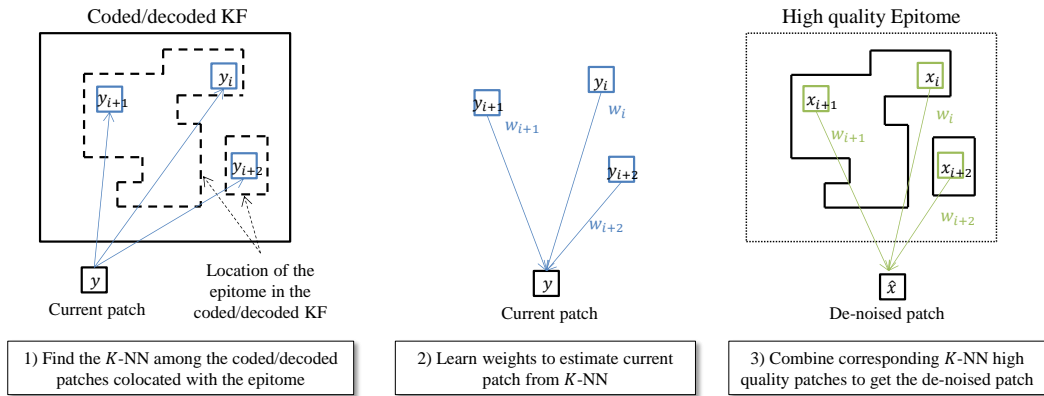 Coded/decoded KF
y_i
y_{i+1}
y_{i+2}
y
Current patch
Location of the
epitome in the
coded/decoded KF
1) Find the K-NN among the coded/decoded
patches colocated with the epitome
y_i
y_{i+1}
w_{i+1}
w_i
y_{i+2}
w_{i+2}
y
Current patch
2) Learn weights to estimate current
patch from K-NN
High quality Epitome
x_i
x_{i+1}
w_i
w_{i+1}
x_{i+2}
w_{i+2}
x̂
De-noised patch
3) Combine corresponding K-NN high
quality patches to get the de-noised patch